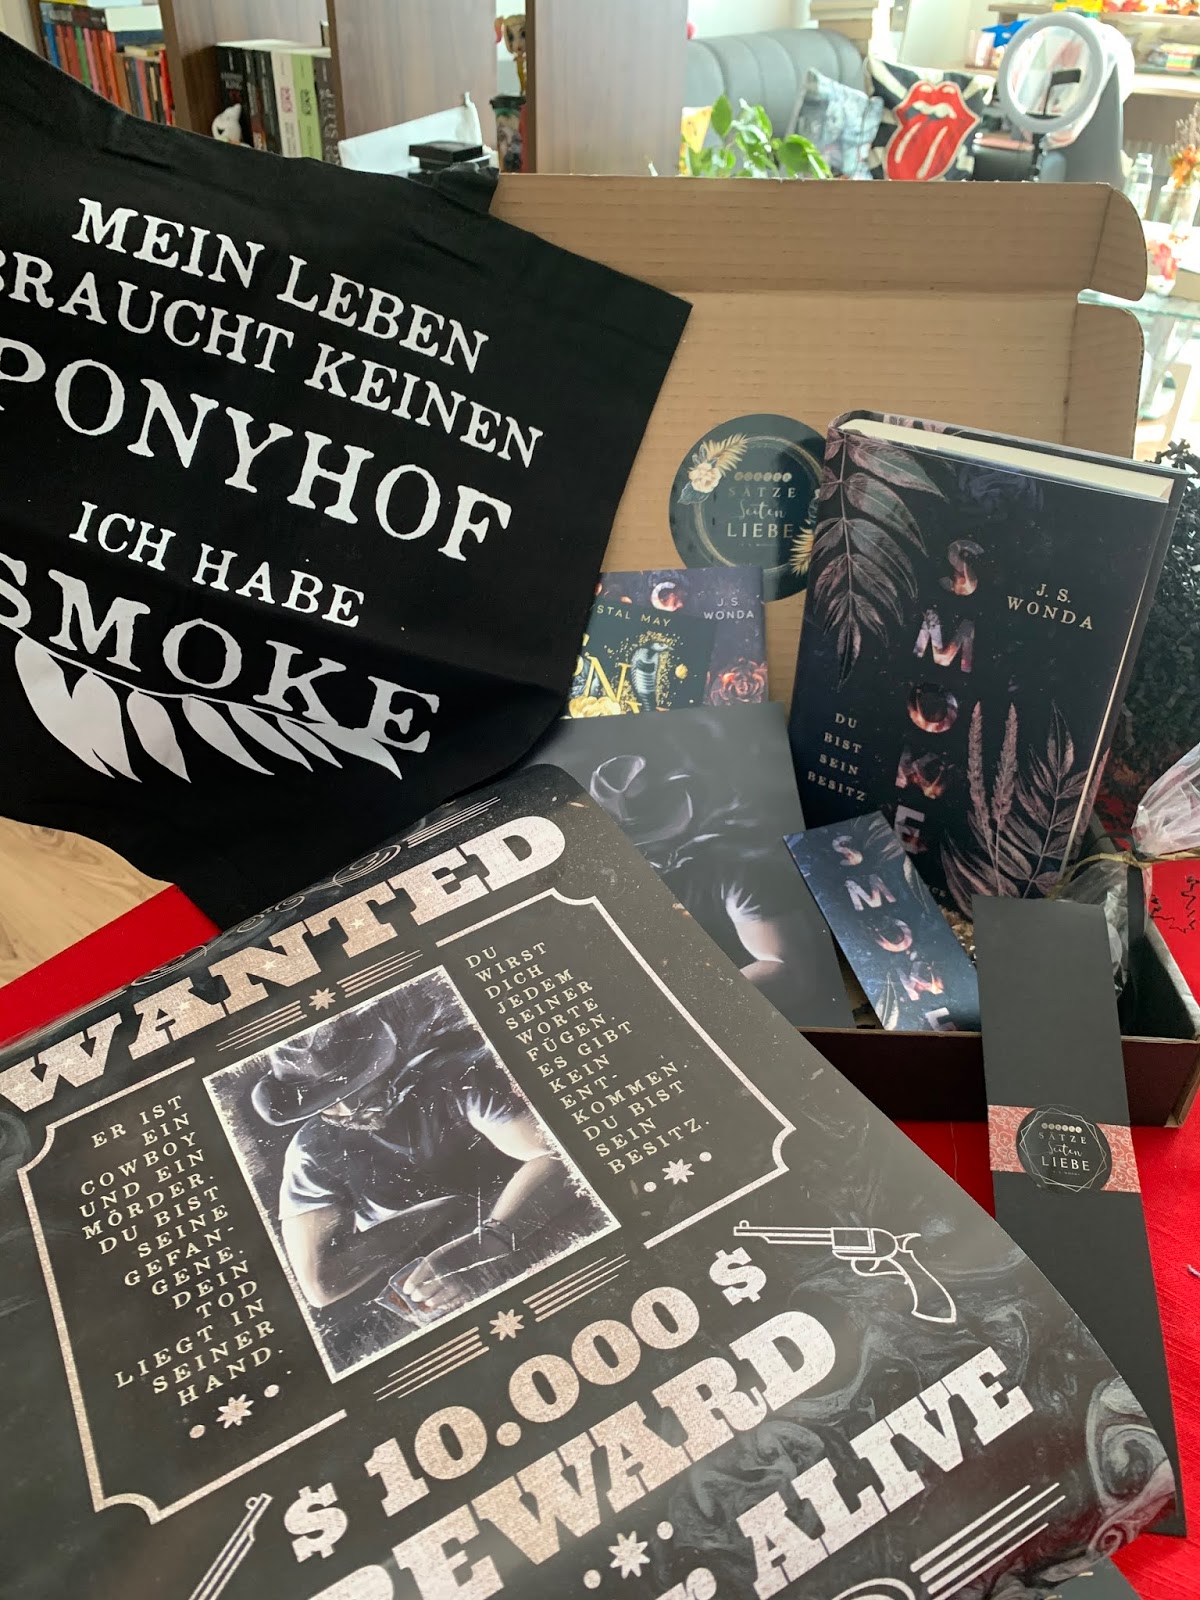 MEIN LEBEN
BRAUCHT KEINEN
PONYHOF
ICH HABE
SMOKE
SÄTZE
Seiten
LIEBE
J. S.
WONDA
SMOKE
DU
BIST
SEIN
BESITZ
STAL MAY
J.S
WONDA
SMOKE
SÄTZE
Seiten
LIEBE
WANTED
ER IST
EIN
COWBOY
UND EIN
MÖRDER.
DU BIST
SEINE
GEFAN-
GENE.
DEIN
TOD
LIEGT IN
SEINER
HAND.
DU
WIRST
DICH
JEDEM
SEINER
WORTE
FÜGEN.
ES GIBT
KEIN
ENT-
KOMMEN.
DU BIST
SEIN
BESITZ.
$ 10.000 $
REWARD
ALIVE